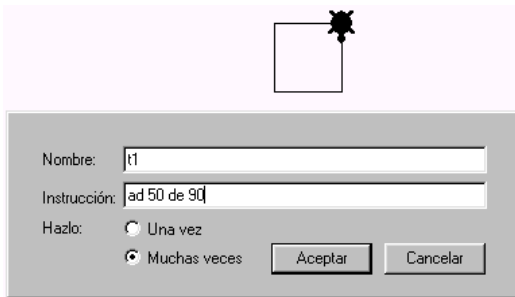 Nombre: t1
Instrucción: ad 50 de 90
Hazlo: Una vez
Muchas veces Aceptar Cancelar